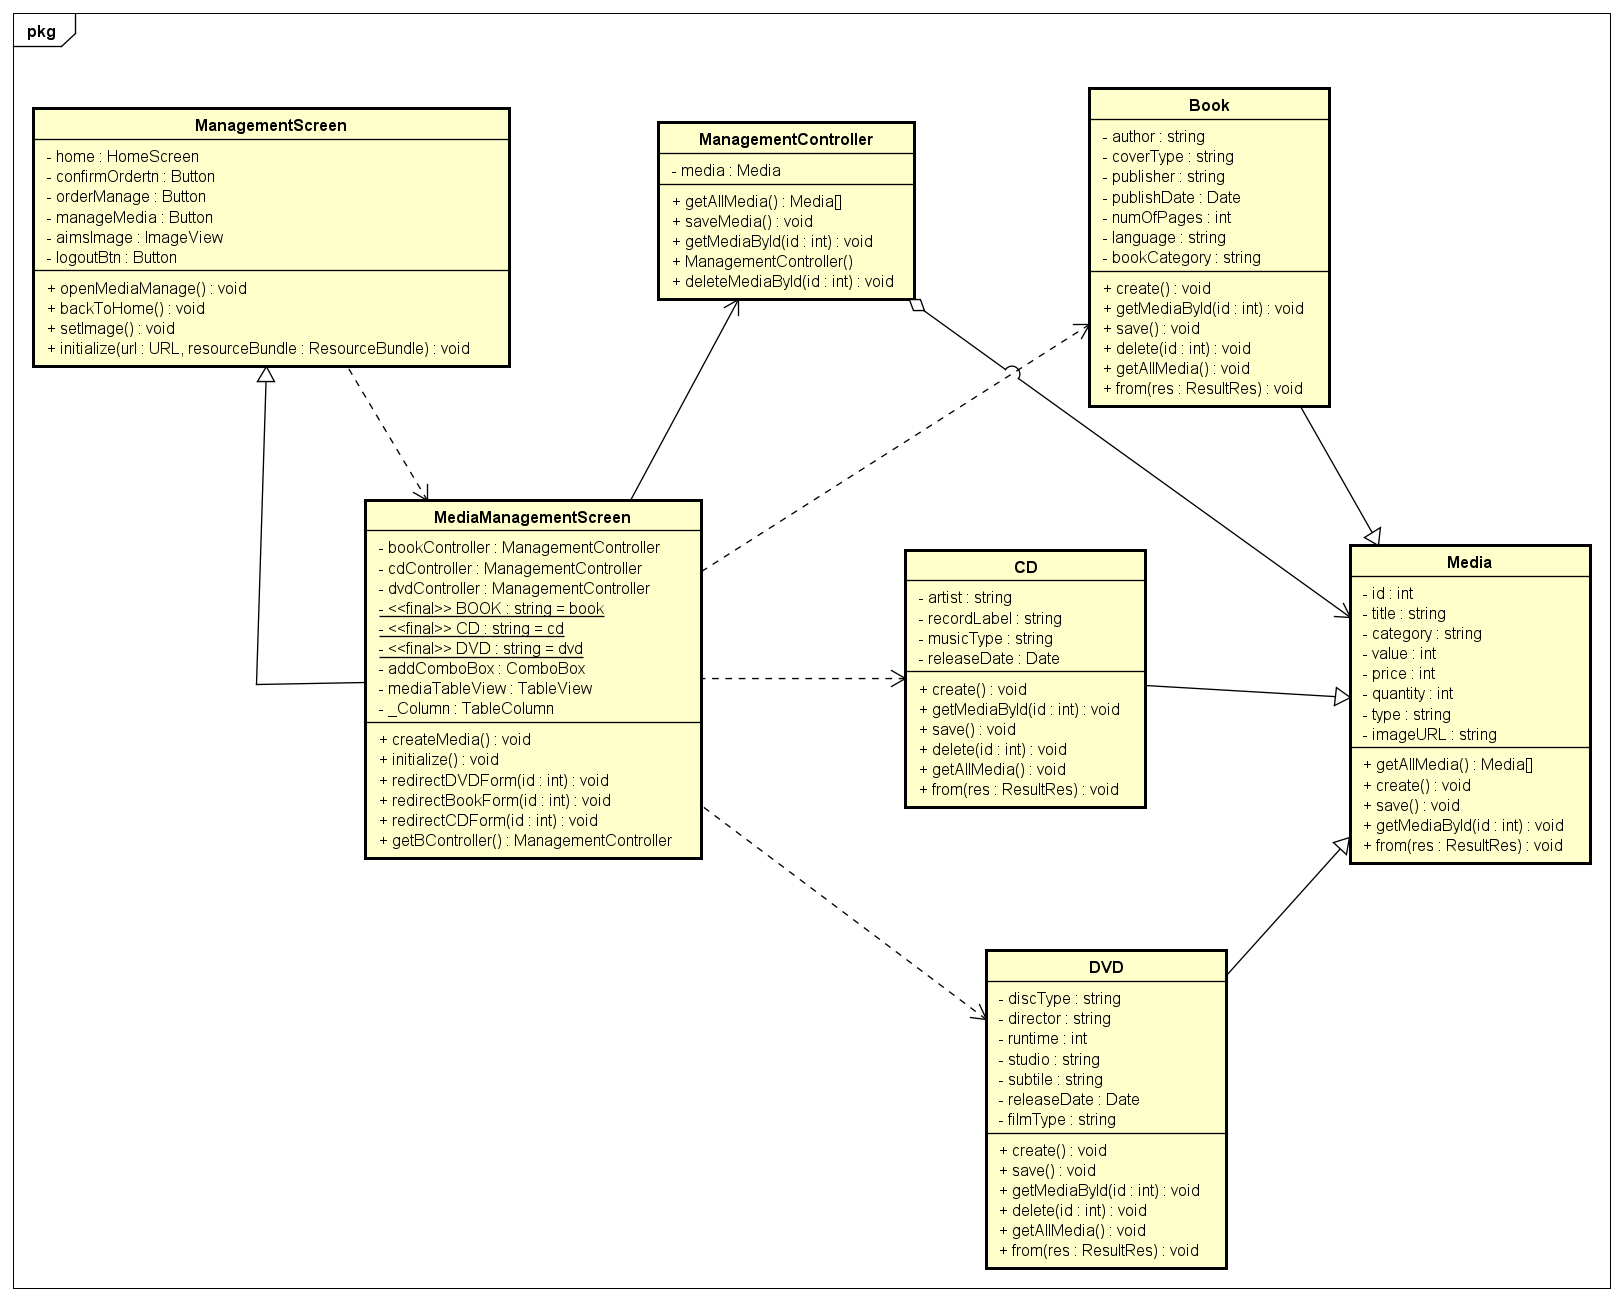 pkg
ManagementScreen
- home : HomeScreen
- confirmOrdertn : Button
- orderManage : Button
- manageMedia : Button
- aimsImage : ImageView
- logoutBtn : Button
+ openMediaManage() : void
+ backToHome() : void
+ setImage() : void
+ initialize(url : URL, resourceBundle : ResourceBundle) : void
ManagementController
- media : Media
+ getAllMedia() : Media[]
+ saveMedia() : void
+ getMediaById(id : int) : void
+ ManagementController()
+ deleteMediaById(id : int) : void
Book
- author : string
- coverType : string
- publisher : string
- publishDate : Date
- numOfPages : int
- language : string
- bookCategory : string
+ create() : void
+ getMediaById(id : int) : void
+ save() : void
+ delete(id : int) : void
+ getAllMedia() : void
+ from(res : ResultRes) : void
MediaManagementScreen
- bookController : ManagementController
- cdController : ManagementController
- dvdController : ManagementController
- <<final>> BOOK : string = book
- <<final>> CD : string = cd
- <<final>> DVD : string = dvd
- addComboBox : ComboBox
- mediaTableView : TableView
- _Column : TableColumn
+ createMedia() : void
+ initialize() : void
+ redirectDVDForm(id : int) : void
+ redirectBookForm(id : int) : void
+ redirectCDForm(id : int) : void
+ getBController() : ManagementController
CD
- artist : string
- recordLabel : string
- musicType : string
- releaseDate : Date
+ create() : void
+ getMediaById(id : int) : void
+ save() : void
+ delete(id : int) : void
+ getAllMedia() : void
+ from(res : ResultRes) : void
Media
- id : int
- title : string
- category : string
- value : int
- price : int
- quantity : int
- type : string
- imageURL : string
+ getAllMedia() : Media[]
+ create() : void
+ save() : void
+ getMediaById(id : int) : void
+ from(res : ResultRes) : void
DVD
- discType : string
- director : string
- runtime : int
- studio : string
- subtile : string
- releaseDate : Date
- filmType : string
+ create() : void
+ save() : void
+ getMediaById(id : int) : void
+ delete(id : int) : void
+ getAllMedia() : void
+ from(res : ResultRes) : void